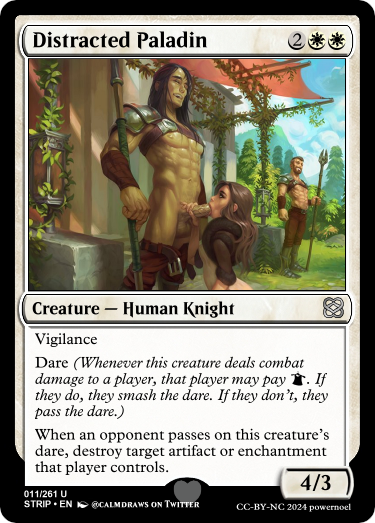 Distracted Paladin 2
Creature — Human Knight
Vigilance
Dare (Whenever this creature deals combat
damage to a player, that player may pay . If
they do, they smash the dare. If they don't, they
pass the dare.)
When an opponent passes on this creature's
dare, destroy target artifact or enchantment
that player controls.
4/3
011/261 U
STRIP • EN @CALMDRAWS ON TWITTER
CC-BY-NC 2024 powernoel